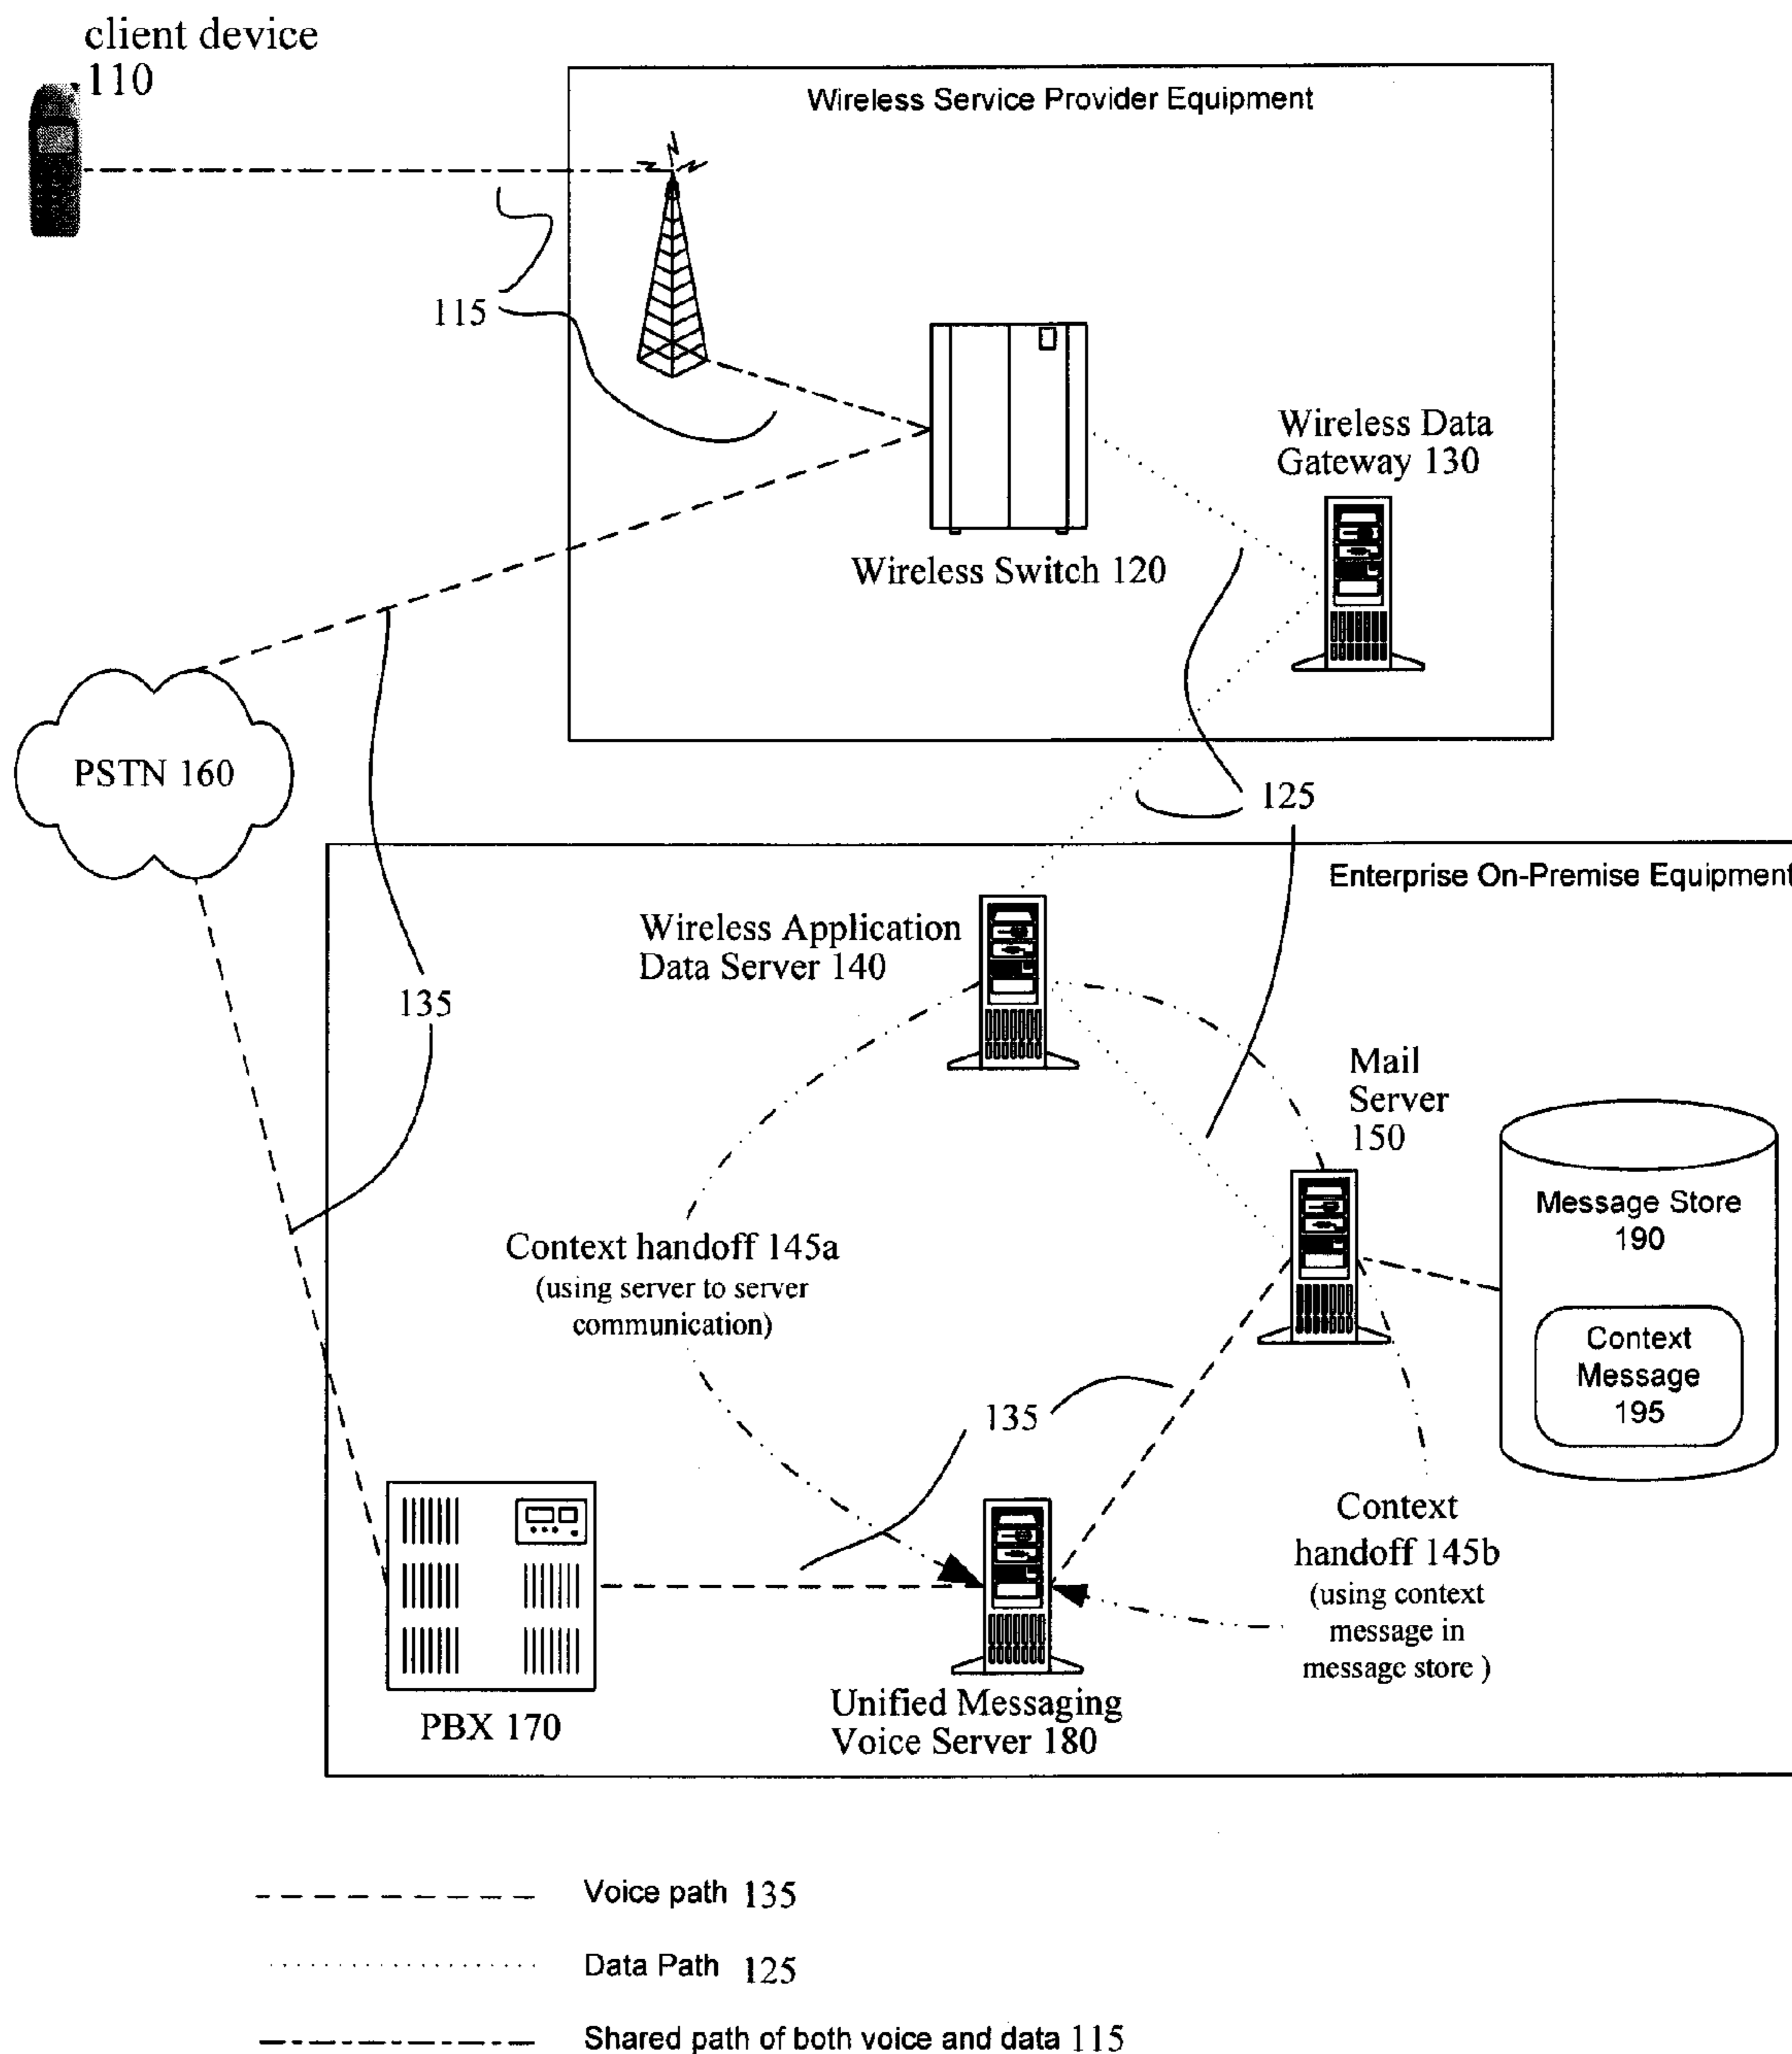 client device
110
Wireless Service Provider Equipment
115
Wireless Data
Gateway 130
Wireless Switch 120
PSTN 160
125
Enterprise On-Premise Equipment
Wireless Application
Data Server 140
135
Mail
Server
150
Message Store
190
Context handoff 145a
(using server to server
communication)
Context
Message
195
135
Context
handoff 145b
(using context
message in
message store )
PBX 170
Unified Messaging
Voice Server 180
Voice path 135
Data Path 125
Shared path of both voice and data 115